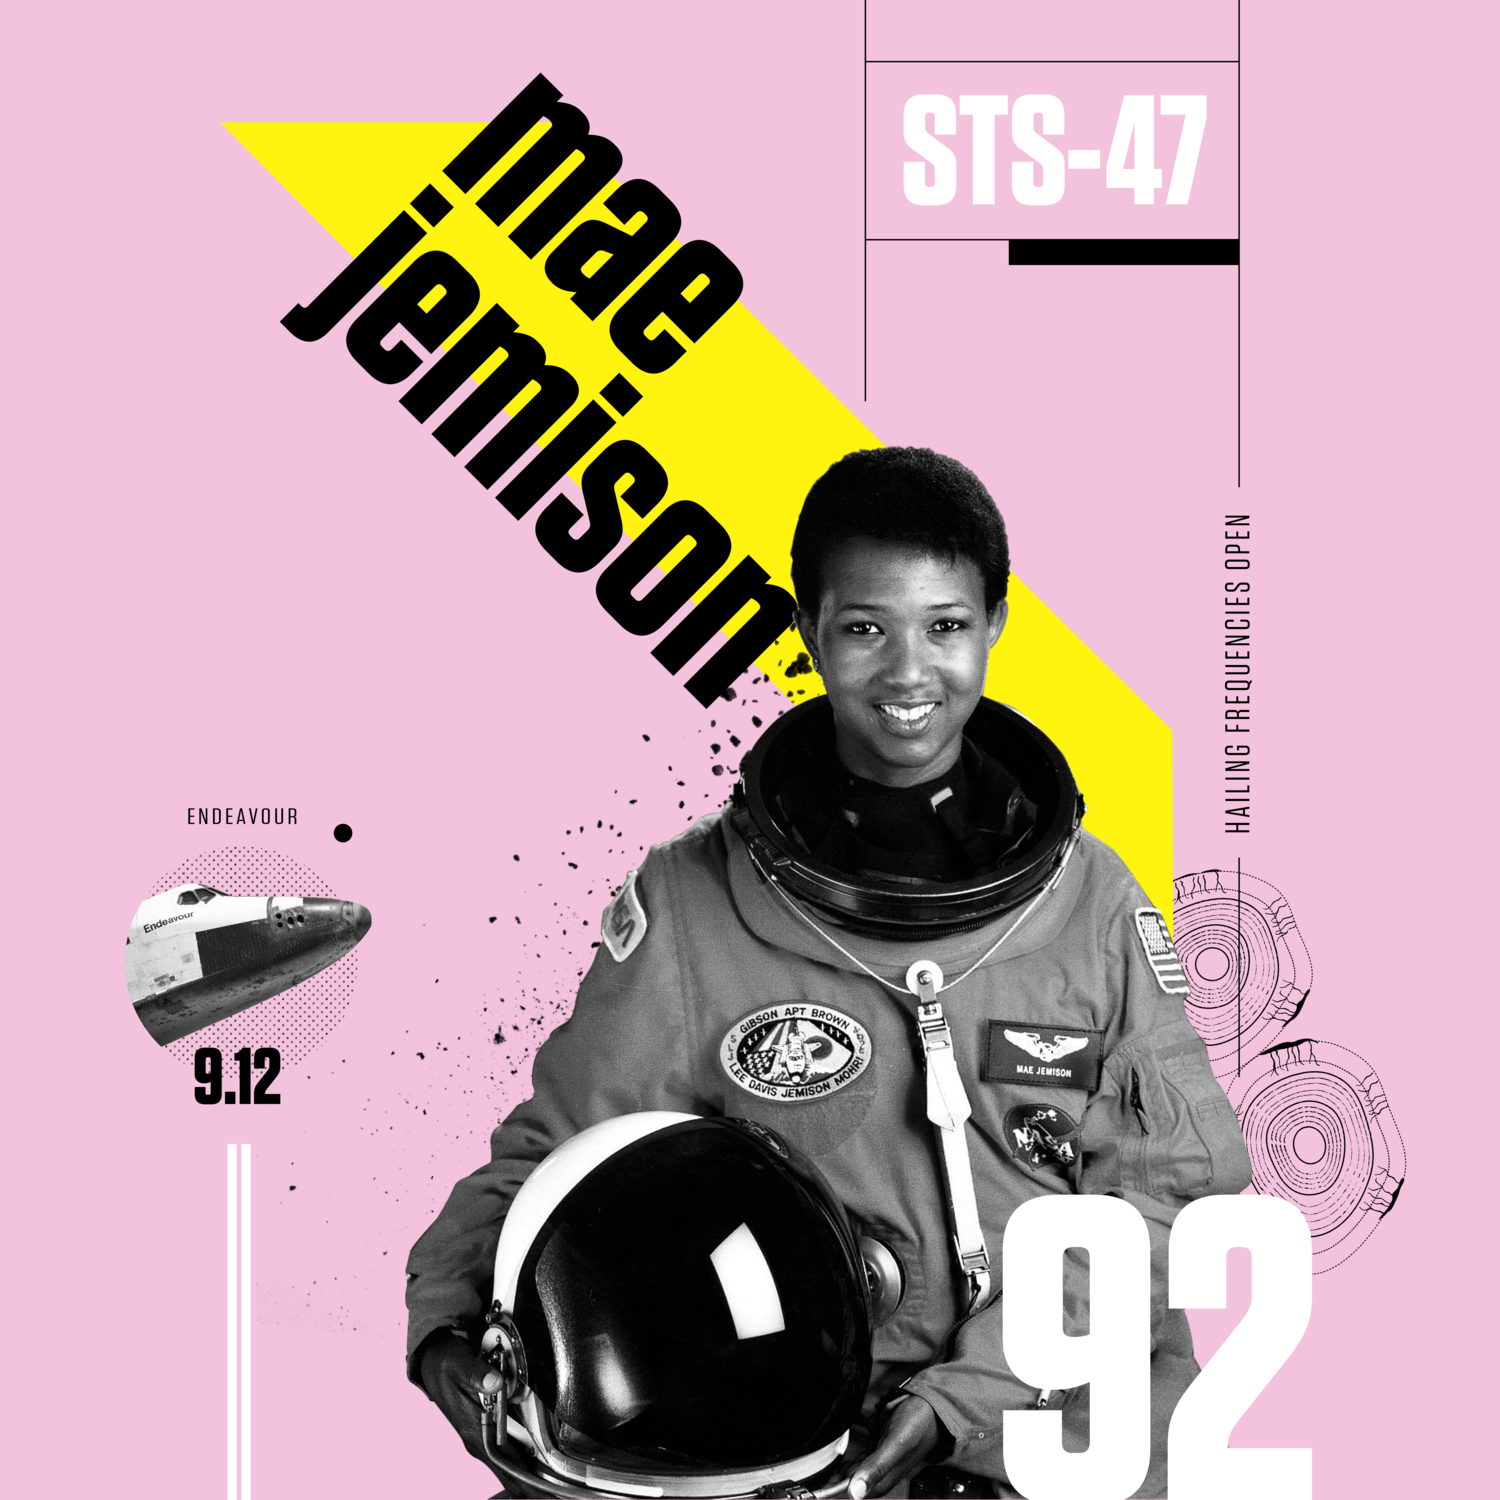 STS-47
mae
jemison
HAILING FREQUENCIES OPEN
ENDEAVOUR
Endeavour
9.12
GIBSON APT BROWN
LEE DAVIS JEMISON MOHRI
MAE JEMISON
NASA
92